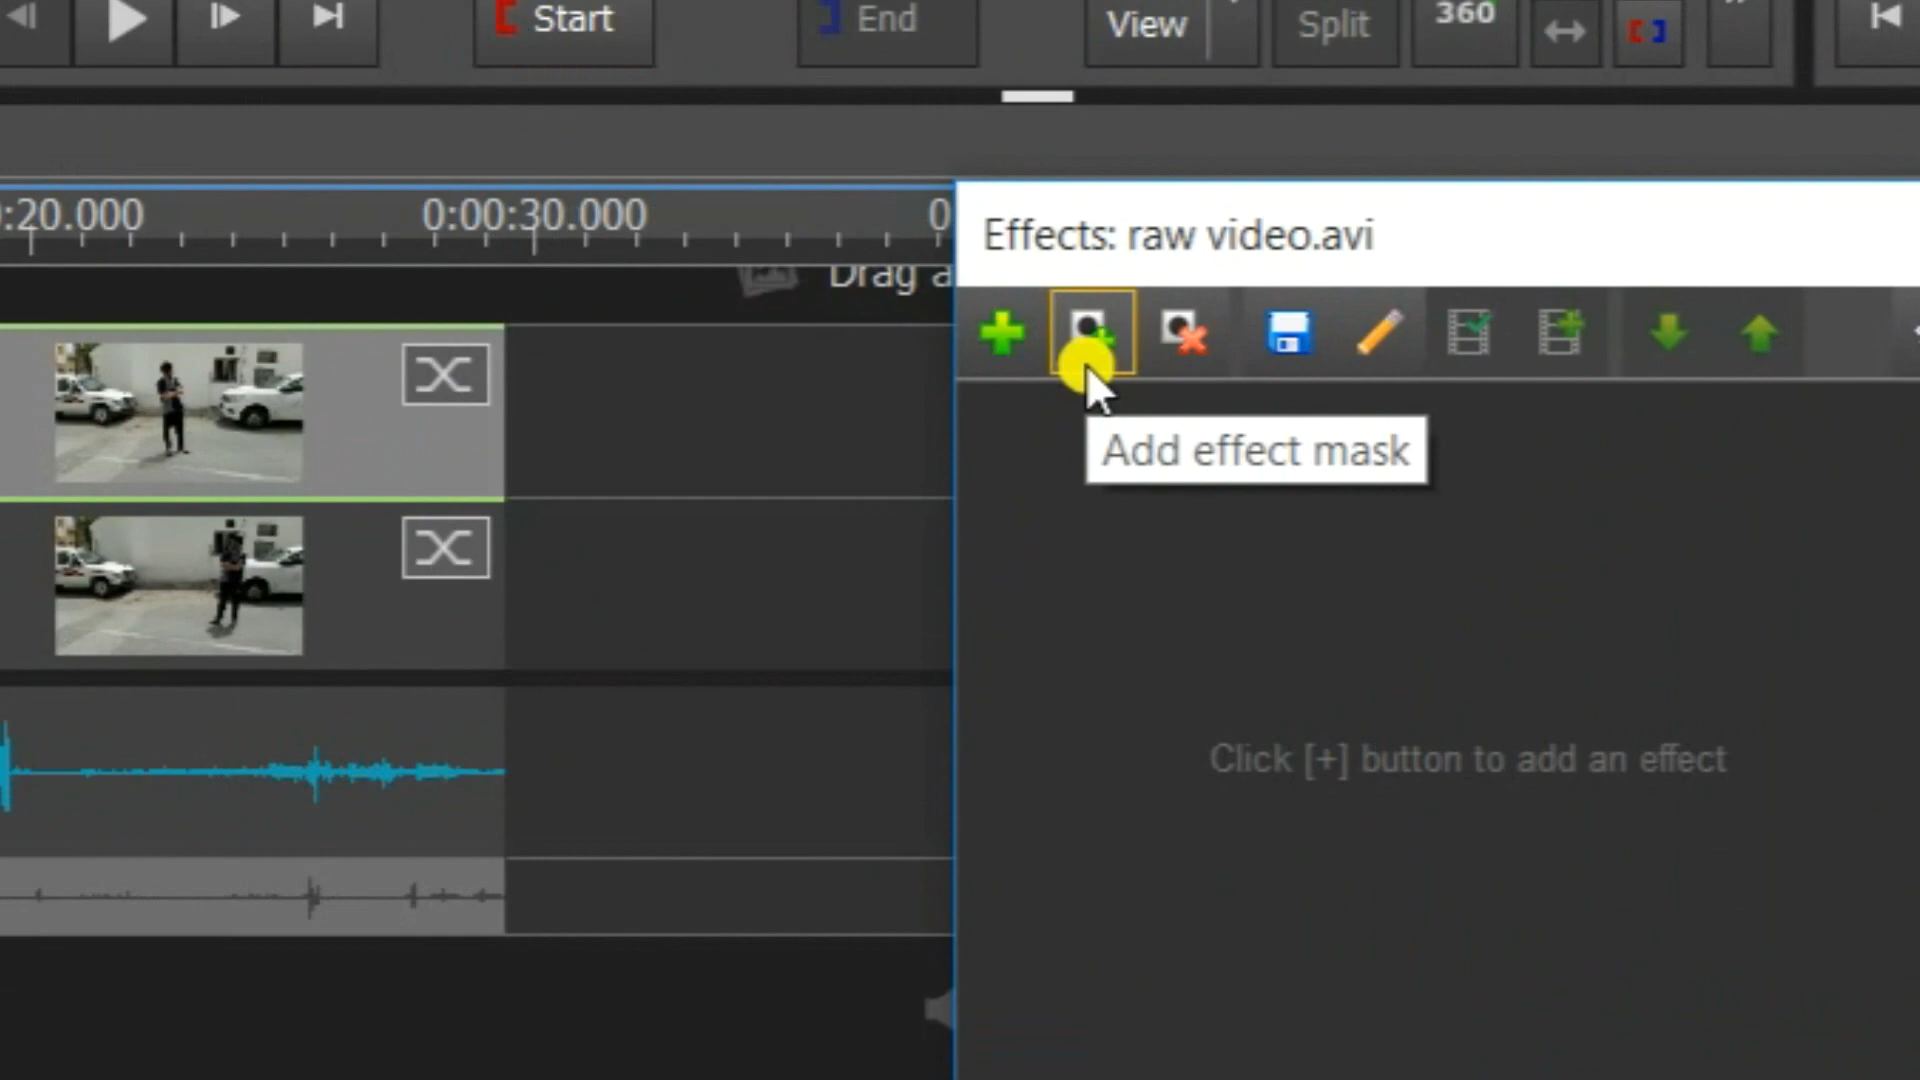 Start
End
View
Split
360
:20.000
0:00:30.000
0
Drag a
Effects: raw video.avi
Add effect mask
Click [+] button to add an effect